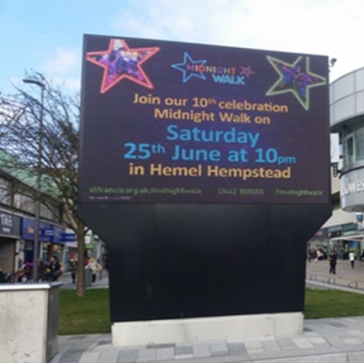 MIDNIGHT
WALK
Join our 10th celebration
Midnight Walk on
Saturday
25th June at 10pm
in Hemel Hempstead
stfrancis.org.uk/midnightwalk
#midnightwalk